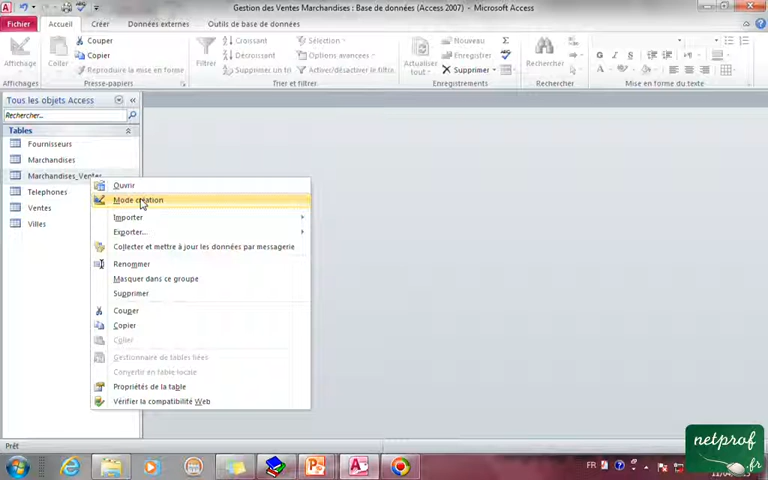 Gestion des Ventes Marchandises : Base de données (Access 2007) - Microsoft Access
Fichier Accueil Créer Données externes Outils de base de données
Affichage
Coller
Couper
Copier
Reproduire la mise en forme
Filtrer
Croissant
Décroissant
Supprimer un tri
Sélection
Options avancées
Activer/désactiver le filtre
Actualiser
tout
Nouveau
Enregistrer
Supprimer
Rechercher
G I S
A
Affichages Presse-papiers Trier et filtrer Enregistrements Rechercher Mise en forme du texte
Tous les objets Access
Rechercher...
Tables
Fournisseurs
Marchandises
Marchandises_Ventes
Telephones
Ventes
Villes
Ouvrir
Mode création
Importer
Exporter...
Collecter et mettre à jour les données par messagerie
Renommer
Masquer dans ce groupe
Supprimer
Couper
Copier
Coller
Gestionnaire de tables liées
Convertir en table locale
Propriétés de la table
Vérifier la compatibilité Web
Prêt
FR
netprof
.fr